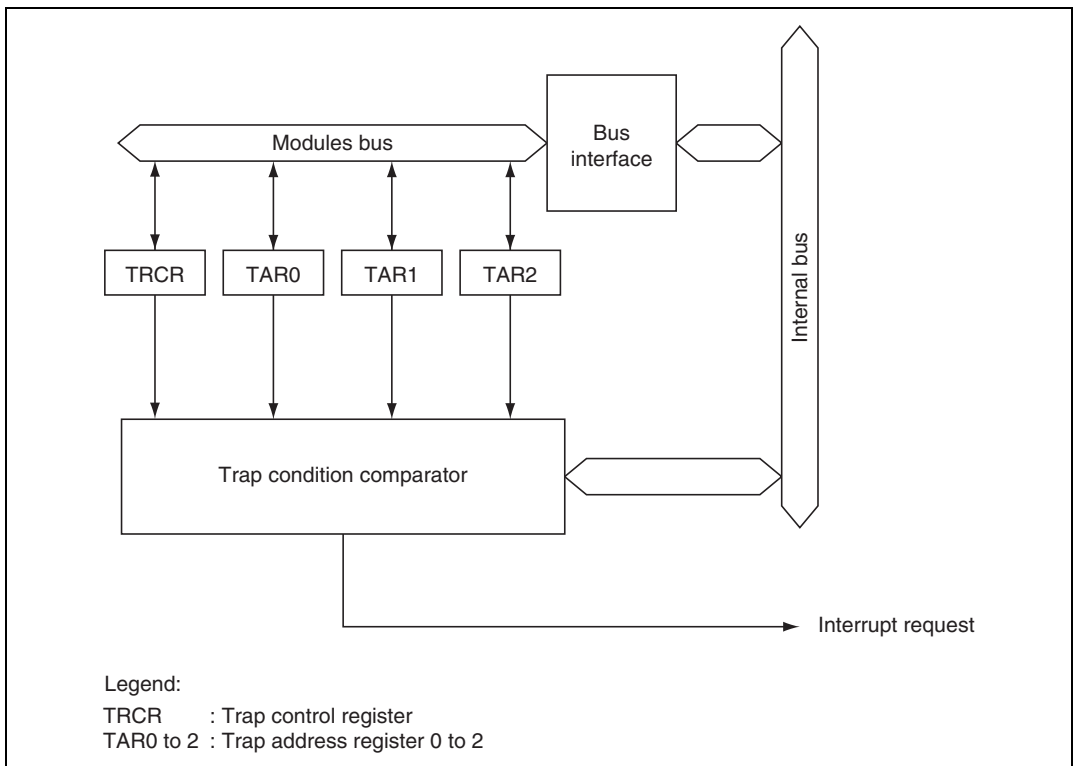 Modules bus
Bus
interface
Internal bus
TRCR
TAR0
TAR1
TAR2
Trap condition comparator
Interrupt request
Legend:
TRCR : Trap control register
TAR0 to 2 : Trap address register 0 to 2